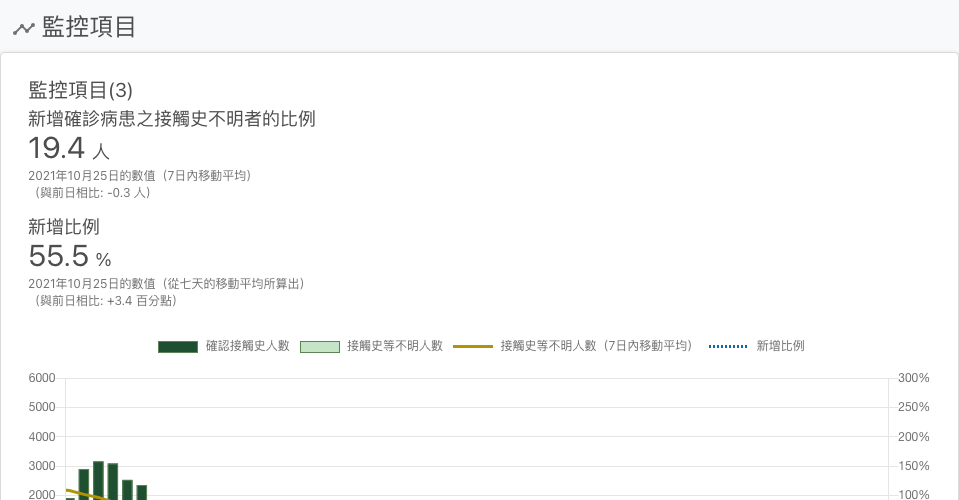 監控項目
監控項目(3)
新增確診病患之接觸史不明者的比例
19.4 人
2021年10月25日的數值（7日內移動平均）
（與前日相比: -0.3 人）
新增比例
55.5 %
2021年10月25日的數值（從七天的移動平均所算出）
（與前日相比: +3.4 百分點）
確認接觸史人數 接觸史等不明人數 接觸史等不明人數（7日內移動平均） 新增比例
6000 300%
5000 250%
4000 200%
3000 150%
2000 100%